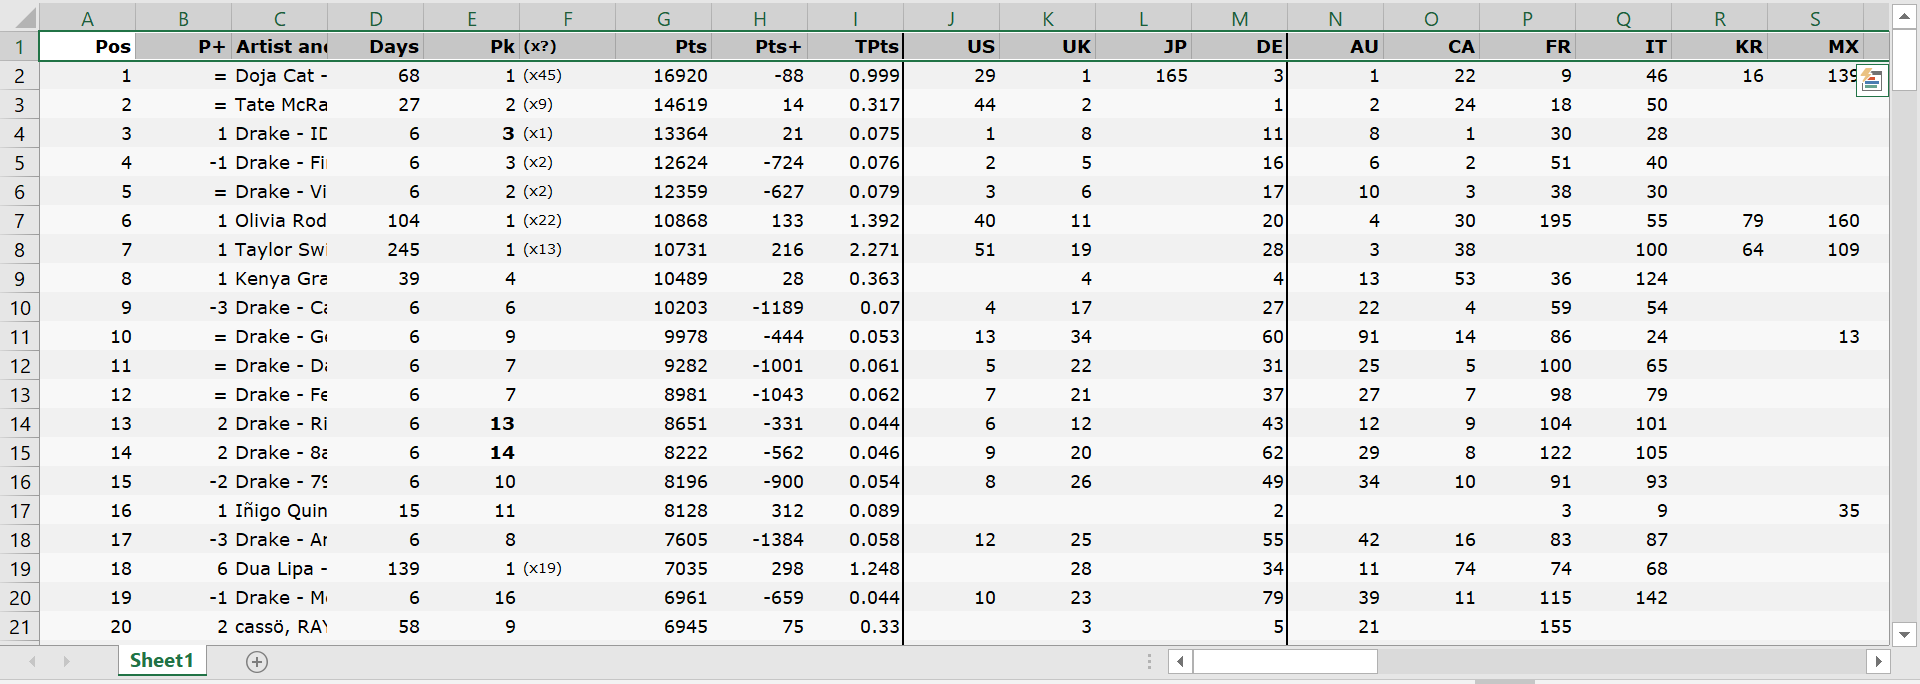 A B C D E F G H I J K L M N O P Q R S
1 Pos P+ Artist and Days Pk (x?) Pts Pts+ TPts US UK JP DE AU CA FR IT KR MX
2 1 = Doja Cat - 68 1 (x45) 16920 -88 0.999 29 1 165 3 1 22 9 46 16 139
3 2 = Tate McRa 27 2 (x9) 14619 14 0.317 44 2 1 2 24 18 50
4 3 1 Drake - ID 6 3 (x1) 13364 21 0.075 1 8 11 8 1 30 28
5 4 -1 Drake - Fi 6 3 (x2) 12624 -724 0.076 2 5 16 6 2 51 40
6 5 = Drake - Vi 6 2 (x2) 12359 -627 0.079 3 6 17 10 3 38 30
7 6 1 Olivia Rod 104 1 (x22) 10868 133 1.392 40 11 20 4 30 195 55 79 160
8 7 1 Taylor Swi 245 1 (x13) 10731 216 2.271 51 19 28 3 38 100 64 109
9 8 1 Kenya Gra 39 4 10489 28 0.363 4 4 13 53 36 124
10 9 -3 Drake - Ca 6 6 10203 -1189 0.07 4 17 27 22 4 59 54
11 10 = Drake - Ge 6 9 9978 -444 0.053 13 34 60 91 14 86 24 13
12 11 = Drake - Da 6 7 9282 -1001 0.061 5 22 31 25 5 100 65
13 12 = Drake - Fe 6 7 8981 -1043 0.062 7 21 37 27 7 98 79
14 13 2 Drake - Ri 6 13 8651 -331 0.044 6 12 43 12 9 104 101
15 14 2 Drake - 8a 6 14 8222 -562 0.046 9 20 62 29 8 122 105
16 15 -2 Drake - 79 6 10 8196 -900 0.054 8 26 49 34 10 91 93
17 16 1 Iñigo Quin 15 11 8128 312 0.089 2 3 9 35
18 17 -3 Drake - Ar 6 8 7605 -1384 0.058 12 25 55 42 16 83 87
19 18 6 Dua Lipa - 139 1 (x19) 7035 298 1.248 28 34 11 74 74 68
20 19 -1 Drake - Mo 6 16 6961 -659 0.044 10 23 79 39 11 115 142
21 20 2 cassö, RAY 58 9 6945 75 0.33 3 5 21 155
Sheet1